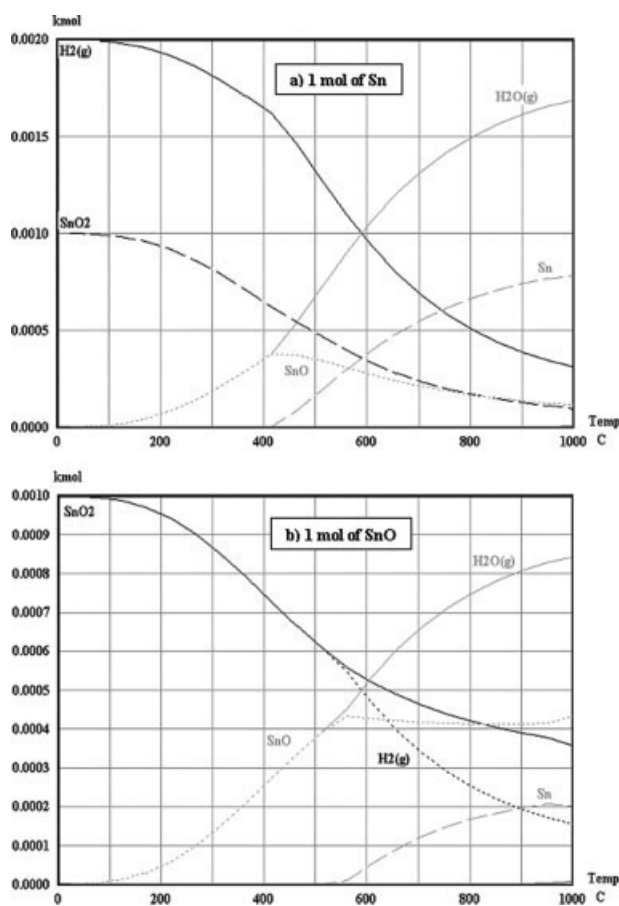 kmol
0.0020
H2(g)
a) 1 mol of Sn
H2O(g)
0.0015
SnO2
0.0010
Sn
0.0005
SnO
0.0000
Temp
0 200 400 600 800 1000 C
kmol
0.0010
SnO2
0.0009
b) 1 mol of SnO
H2O(g)
0.0008
0.0007
0.0006
0.0005
0.0004
SnO
H2(g)
0.0003
Sn
0.0002
0.0001
0.0000
Temp
0 200 400 600 800 1000 C